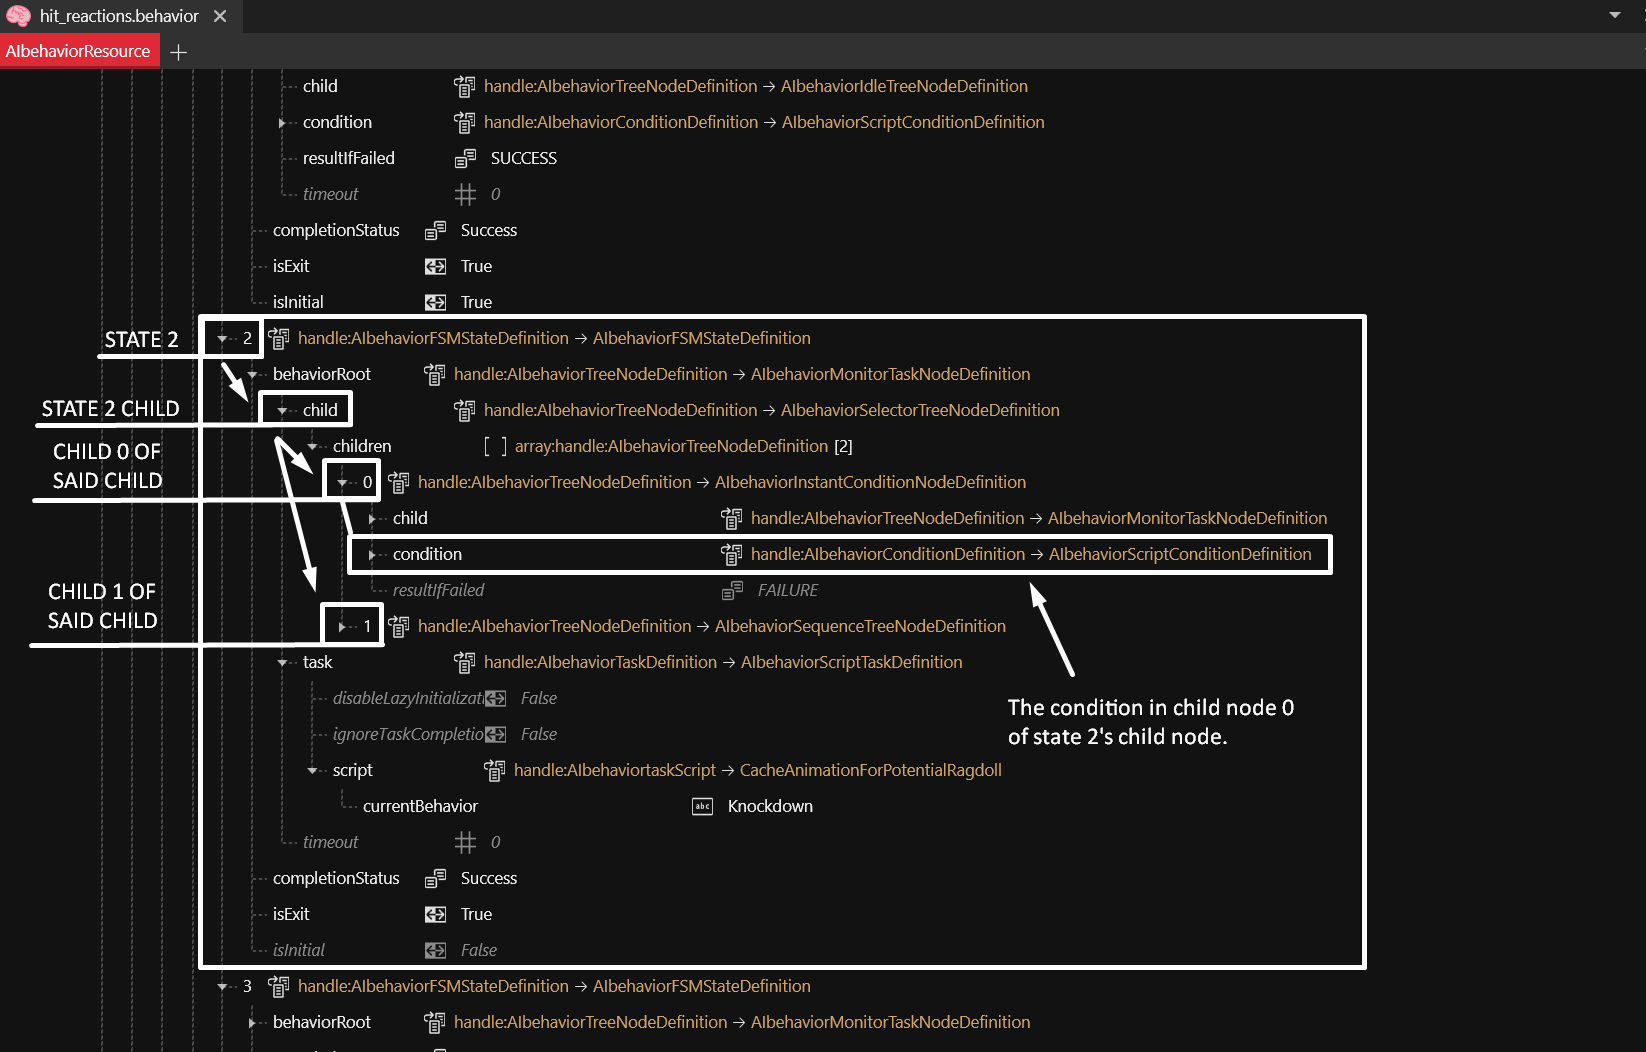 hit_reactions.behavior
AIbehaviorResource
child handle:AIbehaviorTreeNodeDefinition → AIbehaviorIdleTreeNodeDefinition
condition handle:AIbehaviorConditionDefinition → AIbehaviorScriptConditionDefinition
resultIfFailed SUCCESS
timeout 0
completionStatus Success
isExit True
isInitial True
STATE 2
2 handle:AIbehaviorFSMStateDefinition → AIbehaviorFSMStateDefinition
behaviorRoot handle:AIbehaviorTreeNodeDefinition → AIbehaviorMonitorTaskNodeDefinition
STATE 2 CHILD
child handle:AIbehaviorTreeNodeDefinition → AIbehaviorSelectorTreeNodeDefinition
CHILD 0 OF
SAID CHILD
children [ ] array:handle:AIbehaviorTreeNodeDefinition [2]
0 handle:AIbehaviorTreeNodeDefinition → AIbehaviorInstantConditionNodeDefinition
child handle:AIbehaviorTreeNodeDefinition → AIbehaviorMonitorTaskNodeDefinition
condition handle:AIbehaviorConditionDefinition → AIbehaviorScriptConditionDefinition
resultIfFailed FAILURE
CHILD 1 OF
SAID CHILD
1 handle:AIbehaviorTreeNodeDefinition → AIbehaviorSequenceTreeNodeDefinition
task handle:AIbehaviorTaskDefinition → AIbehaviorScriptTaskDefinition
disableLazyInitializati False
ignoreTaskCompletio False
The condition in child node 0
of state 2's child node.
script handle:AIbehaviortaskScript → CacheAnimationForPotentialRagdoll
currentBehavior abc Knockdown
timeout 0
completionStatus Success
isExit True
isInitial False
3 handle:AIbehaviorFSMStateDefinition → AIbehaviorFSMStateDefinition
behaviorRoot handle:AIbehaviorTreeNodeDefinition → AIbehaviorMonitorTaskNodeDefinition